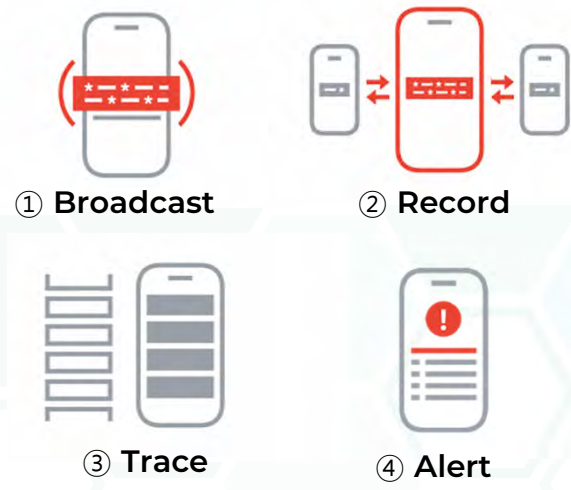 ① Broadcast
② Record
③ Trace
!
④ Alert